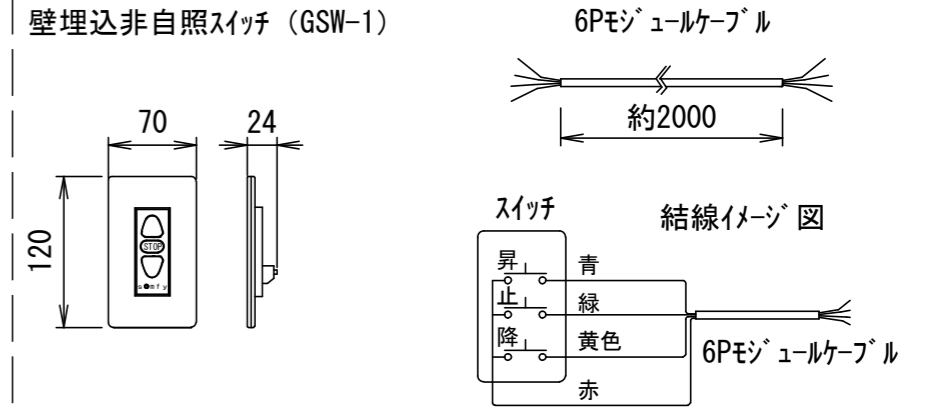 壁埋込非自照ｽｲｯﾁ（GSW-1）
6Pﾓｼﾞｭｰﾙｹｰﾌﾞﾙ
約2000
70
24
120
STOP
somfy
ｽｲｯﾁ
結線ｲﾒｰｼﾞ図
昇
青
止
緑
降
黄色
6Pﾓｼﾞｭｰﾙｹｰﾌﾞﾙ
赤